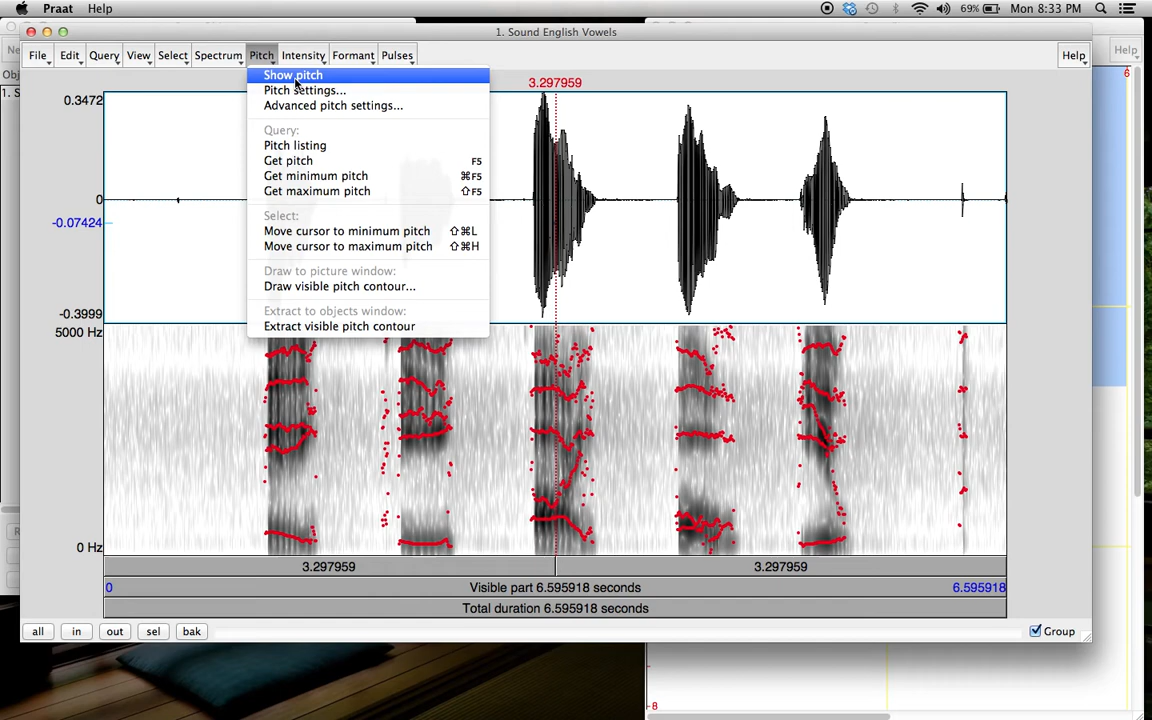 Praat Help 69% Mon 8:33 PM
1. Sound English Vowels
File Edit Query View Select Spectrum Pitch Intensity Formant Pulses Help
Help
Show pitch
Pitch settings...
Advanced pitch settings...
Query:
Pitch listing
Get pitch F5
Get minimum pitch ⌘F5
Get maximum pitch ⇧F5
Select:
Move cursor to minimum pitch ⇧⌘L
Move cursor to maximum pitch ⇧⌘H
Draw to picture window:
Draw visible pitch contour...
Extract to objects window:
Extract visible pitch contour
3.297959
0.3472
0
-0.07424
-0.3999
5000 Hz
0 Hz
3.297959 3.297959
0 Visible part 6.595918 seconds 6.595918
Total duration 6.595918 seconds
all in out sel bak Group
6
-8